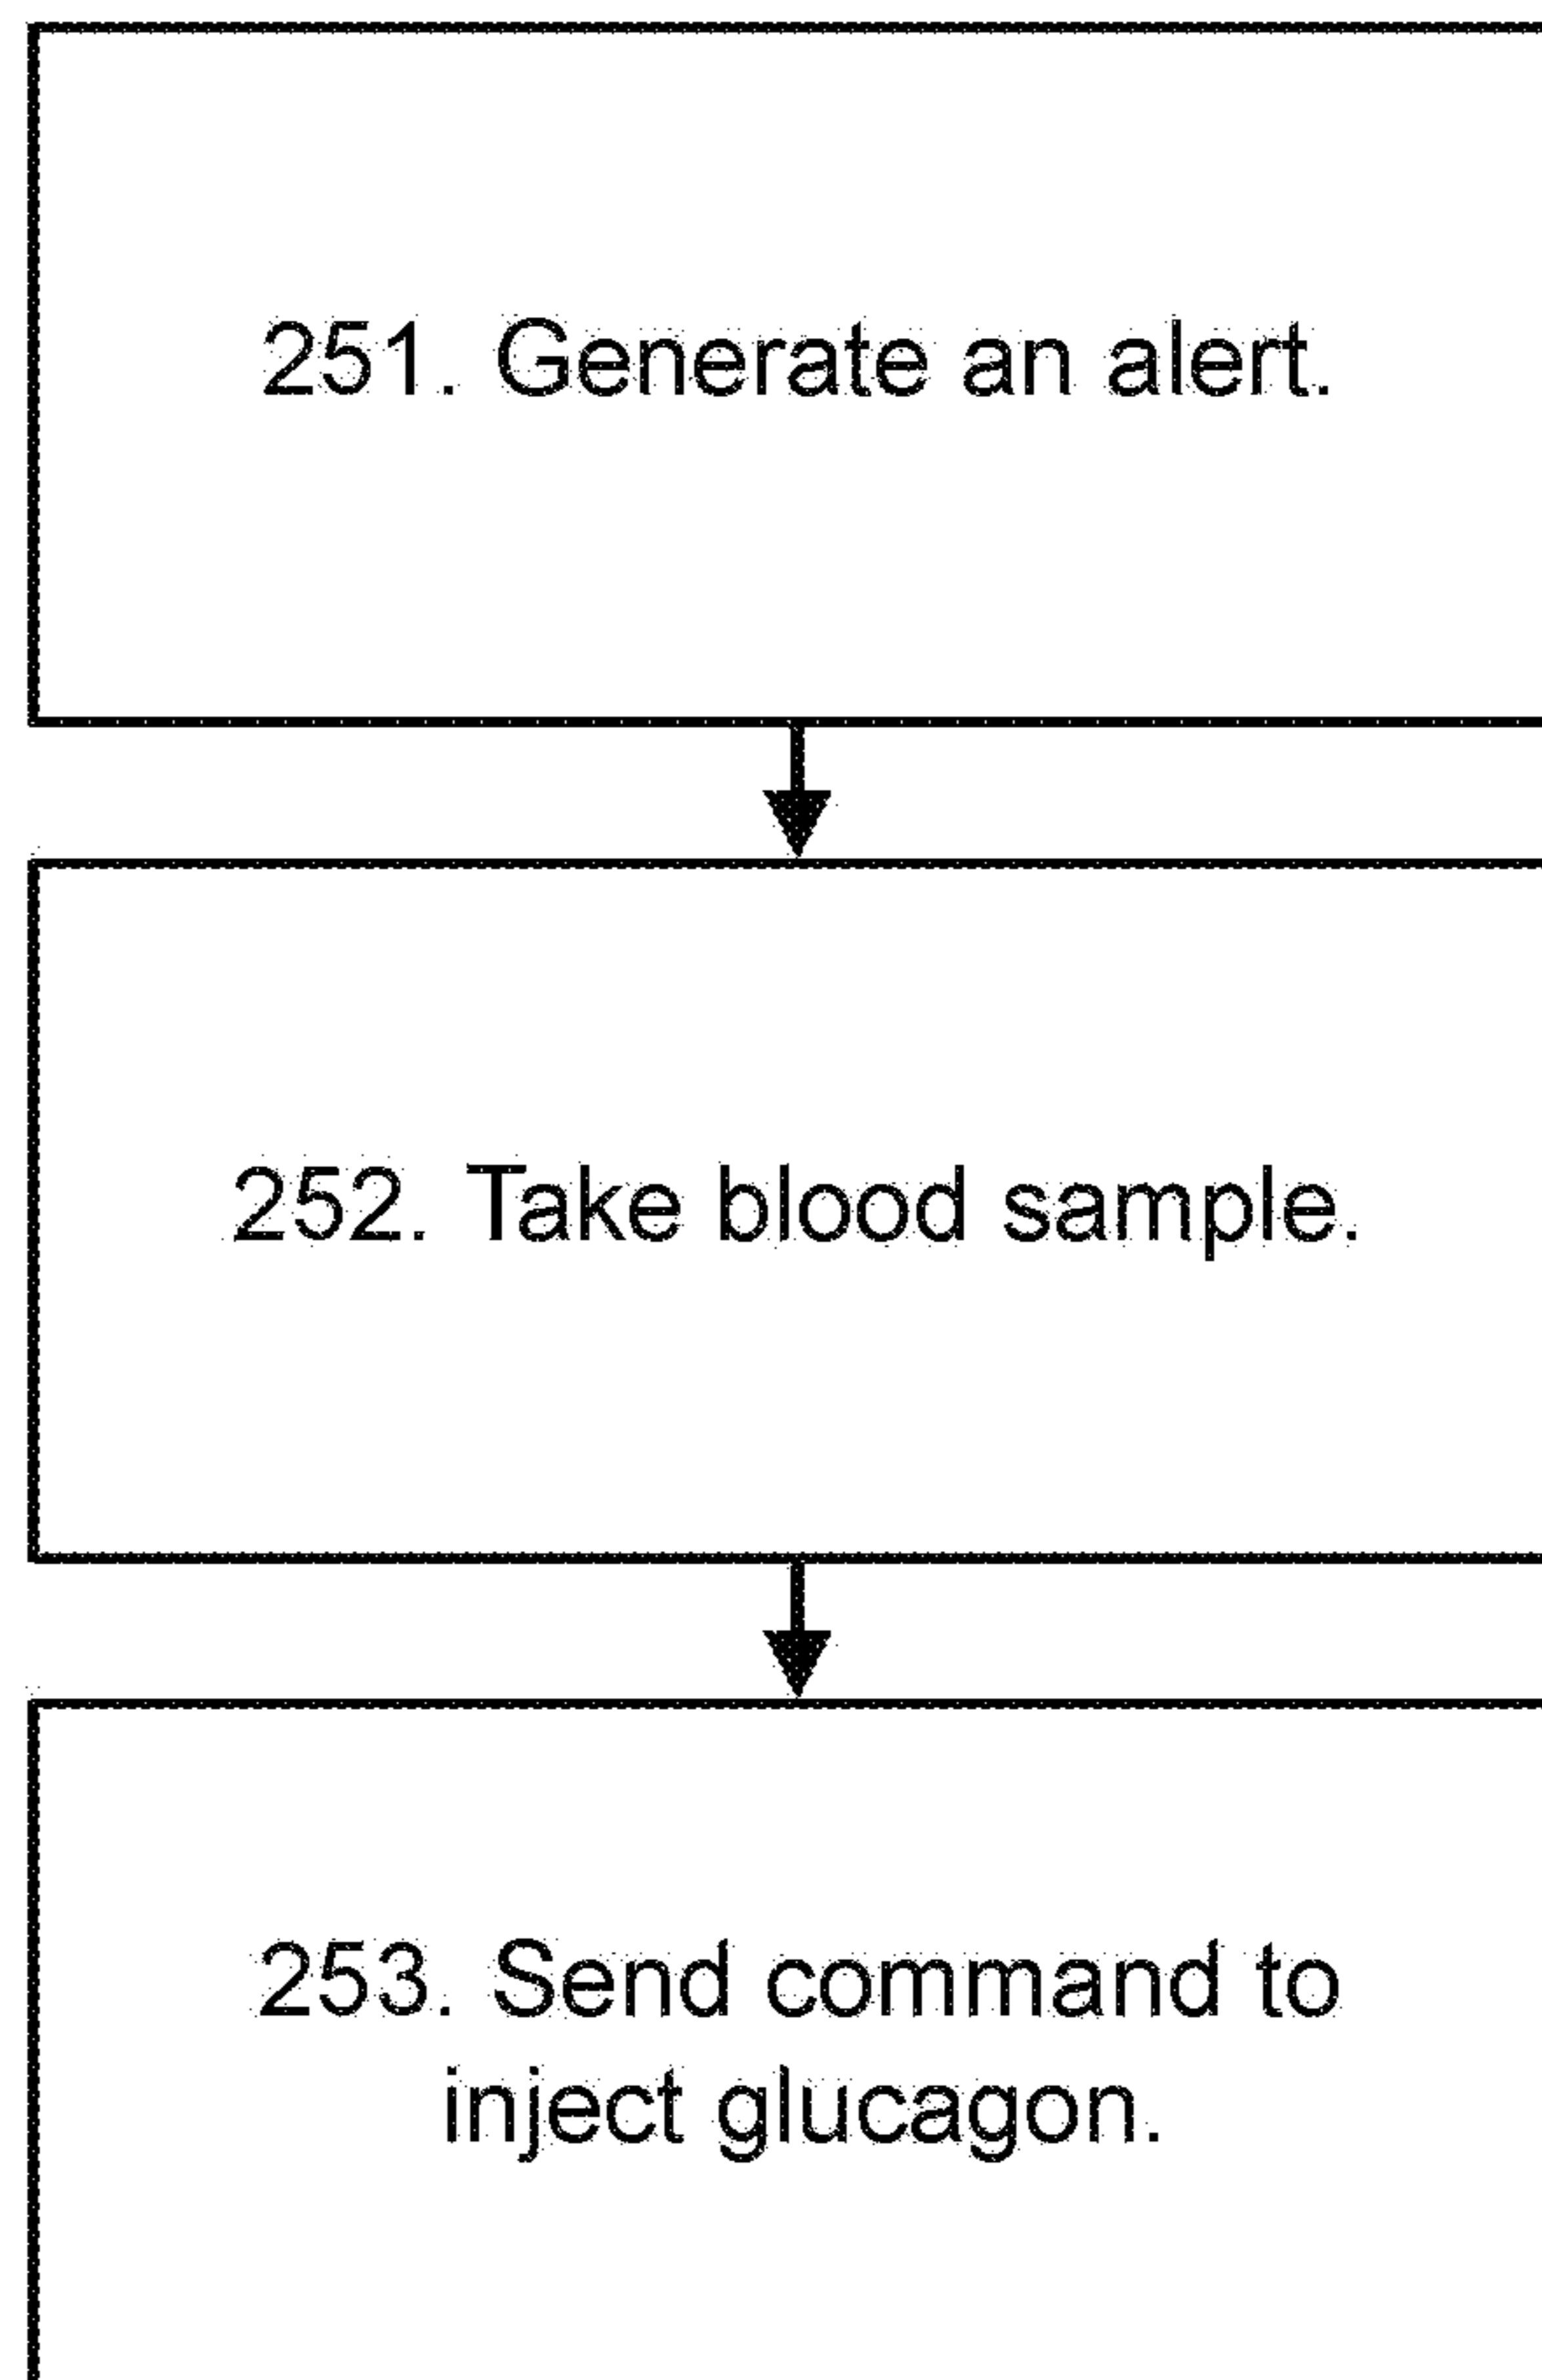 251. Generate an alert.
252. Take blood sample.
253. Send command to
inject glucagon.